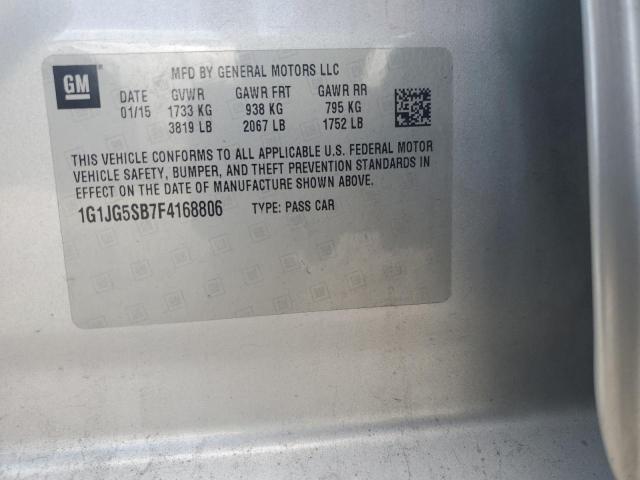 GM
MFD BY GENERAL MOTORS LLC
DATE GVWR GAWR FRT GAWR RR
01/15 1733 KG 938 KG 795 KG
3819 LB 2067 LB 1752 LB
THIS VEHICLE CONFORMS TO ALL APPLICABLE U.S. FEDERAL MOTOR
VEHICLE SAFETY, BUMPER, AND THEFT PREVENTION STANDARDS IN
EFFECT ON THE DATE OF MANUFACTURE SHOWN ABOVE.
1G1JG5SB7F4168806 TYPE: PASS CAR